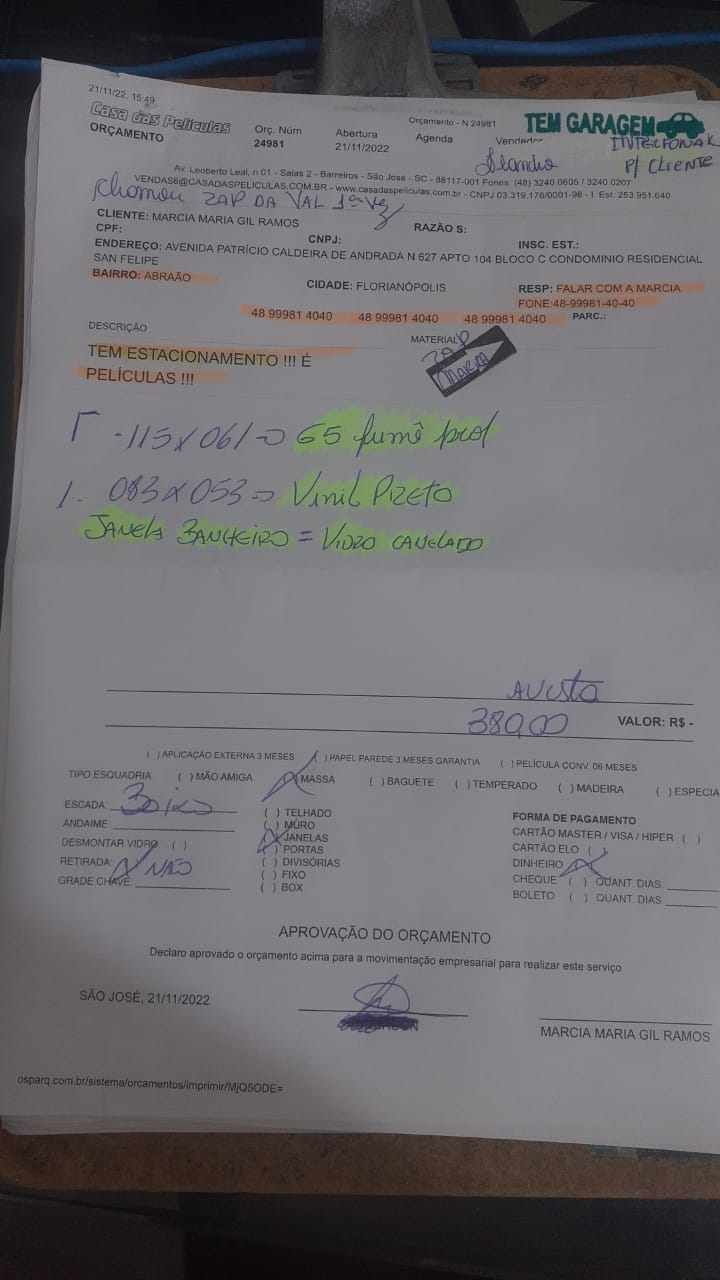 21/11/22, 15:49
Orçamento - N 24981
TEM GARAGEM
Casa das Películas
ORÇAMENTO
Orç. Núm
24981
Abertura
21/11/2022
Agenda
Vendedor
INTERFONAR
P/ CLIENTE
Av. Leoberto Leal, n 01 - Salas 2 - Barreiros - São José - SC - 88117-001 Fones: (48) 3240.0605 / 3240.0207
VENDAS6@CASADASPELICULAS.COM.BR - www.casadaspeliculas.com.br - CNPJ 03.319.178/0001-98 - I. Est. 253.951.640
Chamou ZAP DA VAL 1ª Vez
CLIENTE: MARCIA MARIA GIL RAMOS
RAZÃO S:
CPF:
CNPJ:
INSC. EST.:
ENDEREÇO: AVENIDA PATRÍCIO CALDEIRA DE ANDRADA N 627 APTO 104 BLOCO C CONDOMINIO RESIDENCIAL
SAN FELIPE
BAIRRO: ABRAÃO
CIDADE: FLORIANÓPOLIS
RESP: FALAR COM A MARCIA
FONE:48-99981-40-40
48 99981 4040 48 99981 4040 48 99981 4040
PARC.:
DESCRIÇÃO
MATERIAL
ZAP
MARCIA
TEM ESTACIONAMENTO !!! É
PELÍCULAS !!!
1 - 115 x 061 => G5 fumê prof
1. 083 x 053 => Vinil Preto
JANELA BANHEIRO = VIDRO CANELADO
AVISTA
380,00 VALOR: R$ -
( ) APLICAÇÃO EXTERNA 3 MESES ( ) PAPEL PAREDE 3 MESES GARANTIA ( ) PELÍCULA CONV. 06 MESES
TIPO ESQUADRIA ( ) MÃO AMIGA ( ) MASSA ( ) BAGUETE ( ) TEMPERADO ( ) MADEIRA ( ) ESPECIA
ESCADA: Baixo
ANDAIME:
DESMONTAR VIDRO ( )
RETIRADA: NÃO
GRADE CHAVE:
( ) TELHADO
( ) MURO
( ) JANELAS
( ) PORTAS
( ) DIVISÓRIAS
( ) FIXO
( ) BOX
FORMA DE PAGAMENTO
CARTÃO MASTER / VISA / HIPER ( )
CARTÃO ELO ( )
DINHEIRO (X)
CHEQUE ( ) QUANT. DIAS:
BOLETO ( ) QUANT. DIAS
APROVAÇÃO DO ORÇAMENTO
Declaro aprovado o orçamento acima para a movimentação empresarial para realizar este serviço
SÃO JOSÉ, 21/11/2022
MARCIA MARIA GIL RAMOS
osparq.com.br/sistema/orcamentos/imprimir/MjQ5ODE=